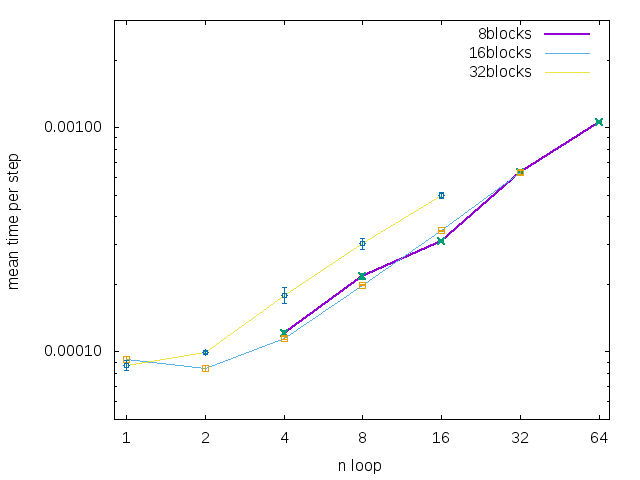 8blocks
16blocks
32blocks
0.00100
0.00010
mean time per step
1 2 4 8 16 32 64
n loop